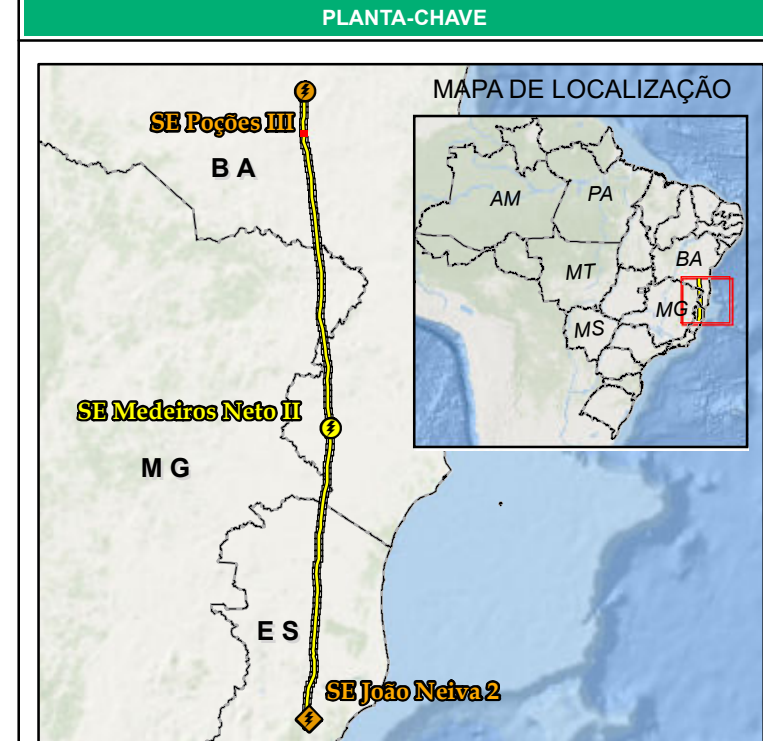 PLANTA-CHAVE
MAPA DE LOCALIZAÇÃO
SE Poções III
B A
AM
PA
BA
MT
MG
MS
SE Medeiros Neto II
M G
E S
SE João Neiva 2